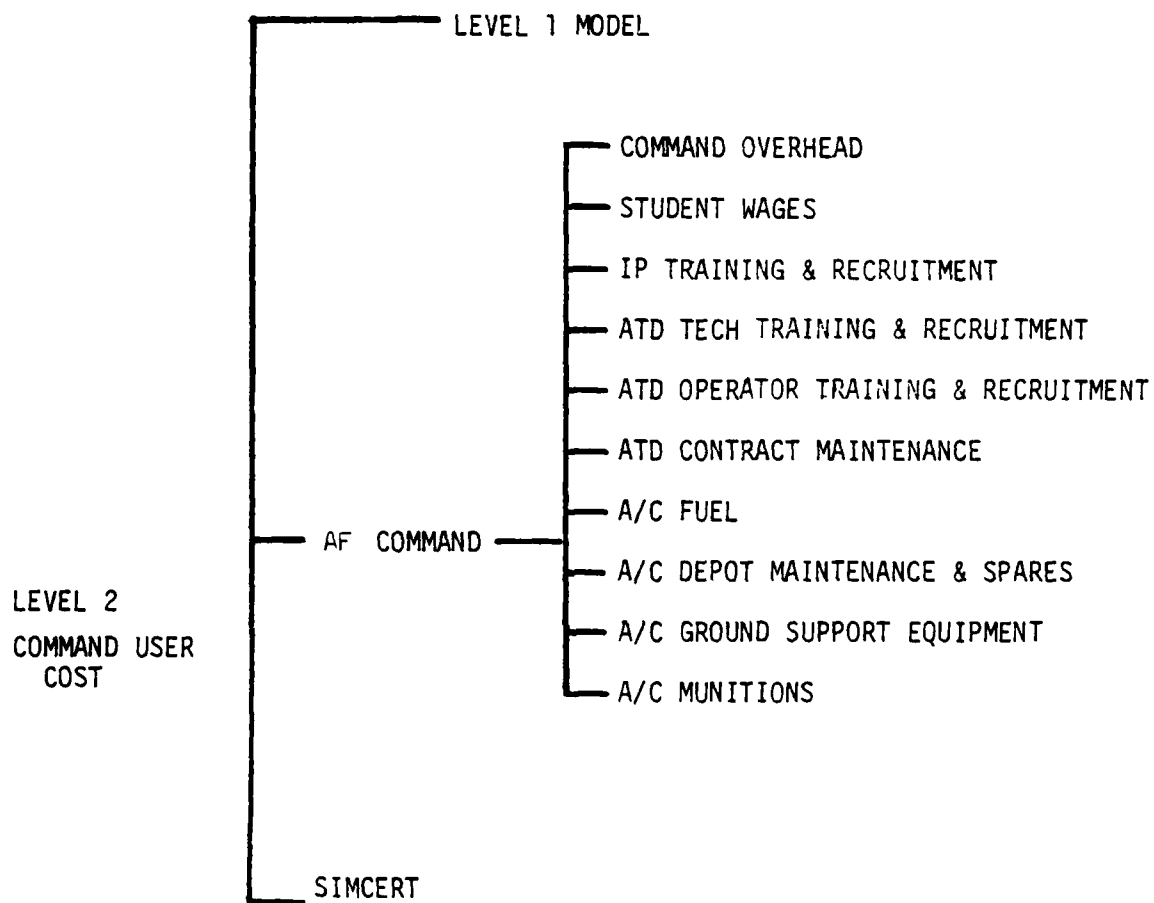 LEVEL 1 MODEL
COMMAND OVERHEAD
STUDENT WAGES
IP TRAINING & RECRUITMENT
ATD TECH TRAINING & RECRUITMENT
ATD OPERATOR TRAINING & RECRUITMENT
ATD CONTRACT MAINTENANCE
A/C FUEL
AF COMMAND
A/C DEPOT MAINTENANCE & SPARES
LEVEL 2
A/C GROUND SUPPORT EQUIPMENT
COMMAND USER
COST
A/C MUNITIONS
SIMCERT